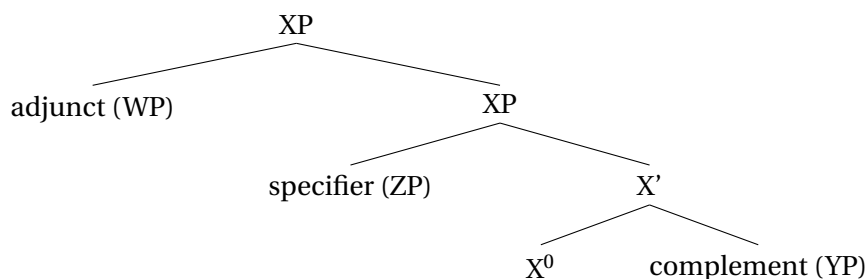 XP
adjunct (WP) XP
specifier (ZP) X’
X⁰ complement (YP)